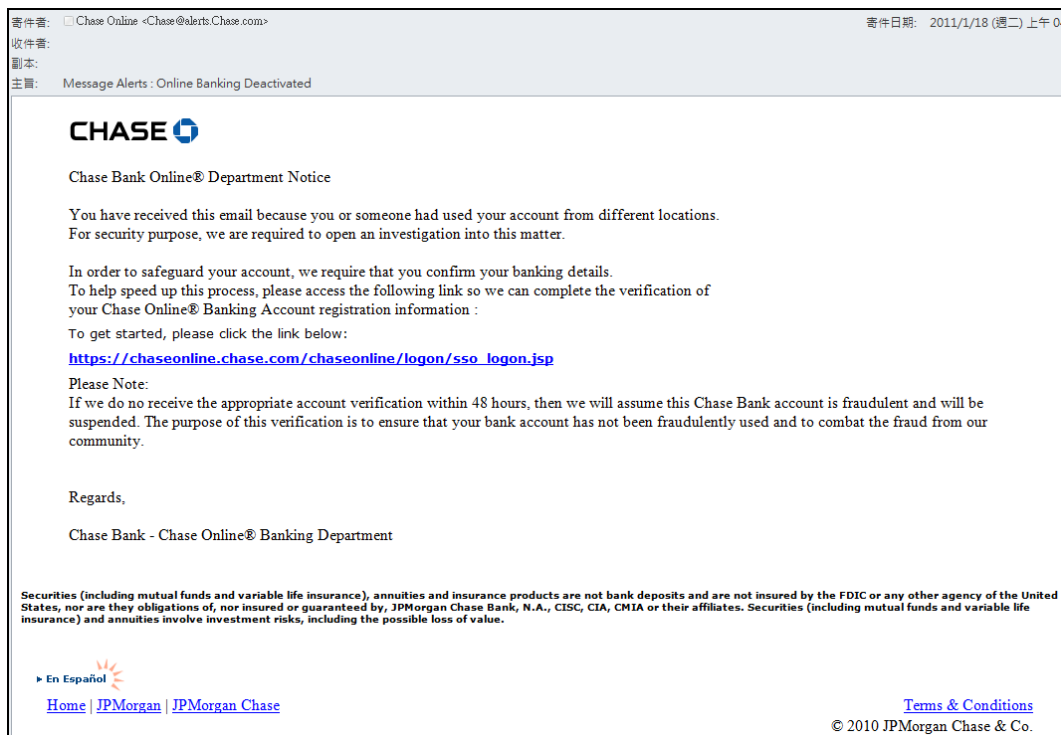 寄件者: Chase Online <Chase@alerts.Chase.com> 寄件日期: 2011/1/18 (週二) 上午
收件者:
副本:
主旨: Message Alerts : Online Banking Deactivated
CHASE
Chase Bank Online® Department Notice
You have received this email because you or someone had used your account from different locations.
For security purpose, we are required to open an investigation into this matter.
In order to safeguard your account, we require that you confirm your banking details.
To help speed up this process, please access the following link so we can complete the verification of
your Chase Online® Banking Account registration information :
To get started, please click the link below:
https://chaseonline.chase.com/chaseonline/logon/sso_logon.jsp
Please Note:
If we do no receive the appropriate account verification within 48 hours, then we will assume this Chase Bank account is fraudulent and will be
suspended. The purpose of this verification is to ensure that your bank account has not been fraudulently used and to combat the fraud from our
community.
Regards,
Chase Bank - Chase Online® Banking Department
Securities (including mutual funds and variable life insurance), annuities and insurance products are not bank deposits and are not insured by the FDIC or any other agency of the United
States, nor are they obligations of, nor insured or guaranteed by, JPMorgan Chase Bank, N.A., CISC, CIA, CMIA or their affiliates. Securities (including mutual funds and variable life
insurance) and annuities involve investment risks, including the possible loss of value.
En Español
Home | JPMorgan | JPMorgan Chase Terms & Conditions
© 2010 JPMorgan Chase & Co.